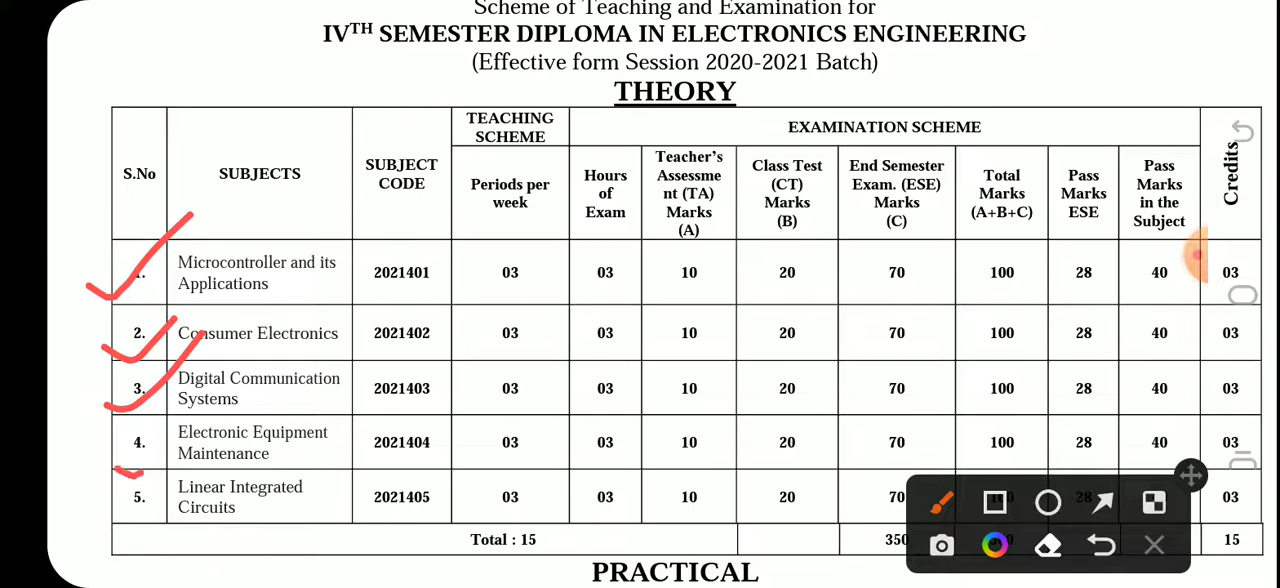 Scheme of Teaching and Examination for
IVTH SEMESTER DIPLOMA IN ELECTRONICS ENGINEERING
(Effective form Session 2020-2021 Batch)
THEORY
S.No
SUBJECTS
SUBJECT
CODE
TEACHING
SCHEME
Periods per
week
EXAMINATION SCHEME
Hours
of
Exam
Teacher’s
Assessme
nt (TA)
Marks
(A)
Class Test
(CT)
Marks
(B)
End Semester
Exam. (ESE)
Marks
(C)
Total
Marks
(A+B+C)
Pass
Marks
ESE
Pass
Marks
in the
Subject
Credits
1. Microcontroller and its
Applications
2021401 03 03 10 20 70 100 28 40 03
2. Consumer Electronics 2021402 03 03 10 20 70 100 28 40 03
3. Digital Communication
Systems
2021403 03 03 10 20 70 100 28 40 03
4. Electronic Equipment
Maintenance
2021404 03 03 10 20 70 100 28 40 03
5. Linear Integrated
Circuits
2021405 03 03 10 20 70 100 28 03
Total : 15 350 15
PRACTICAL